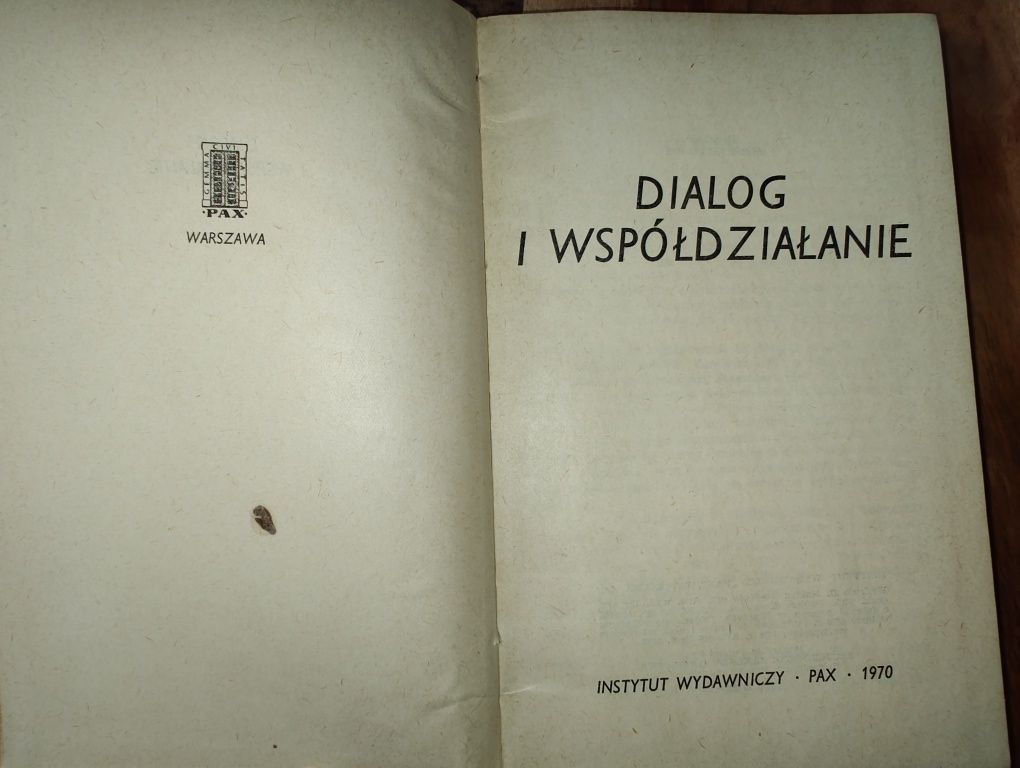 GEMMA CIVITATIS
·PAX·
WARSZAWA
DIALOG
I WSPÓŁDZIAŁANIE
INSTYTUT WYDAWNICZY · PAX · 1970